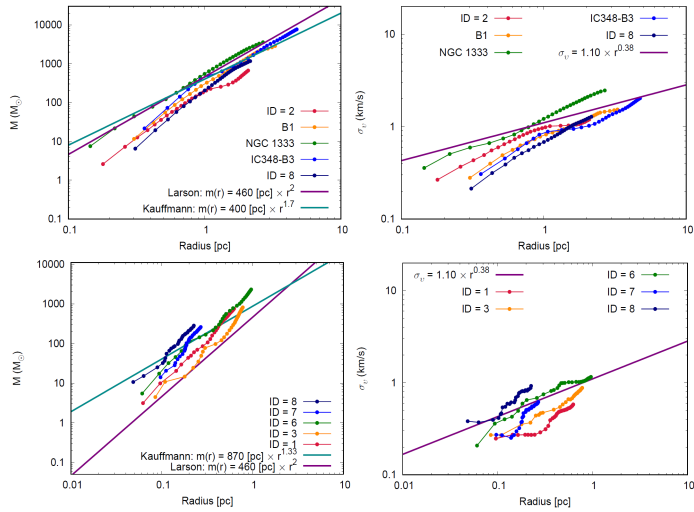 10000
1000
100
10
1
0.1
M (M☉)
0.1 1 10
Radius [pc]
ID = 2
B1
NGC 1333
IC348-B3
ID = 8
Larson: m(r) = 460 [pc] × r^2
Kauffmann: m(r) = 400 [pc] × r^1.7
10
1
0.1
σ_υ (km/s)
0.1 1 10
Radius [pc]
ID = 2 IC348-B3
B1 ID = 8
NGC 1333 σ_υ = 1.10 × r^0.38
10000
1000
100
10
1
0.1
M (M☉)
0.01 0.1 1 10
Radius [pc]
ID = 8
ID = 7
ID = 6
ID = 3
ID = 1
Kauffmann: m(r) = 870 [pc] × r^1.33
Larson: m(r) = 460 [pc] × r^2
10
1
0.1
σ_υ (km/s)
0.01 0.1 1 10
Radius [pc]
σ_υ = 1.10 × r^0.38 ID = 6
ID = 1 ID = 7
ID = 3 ID = 8